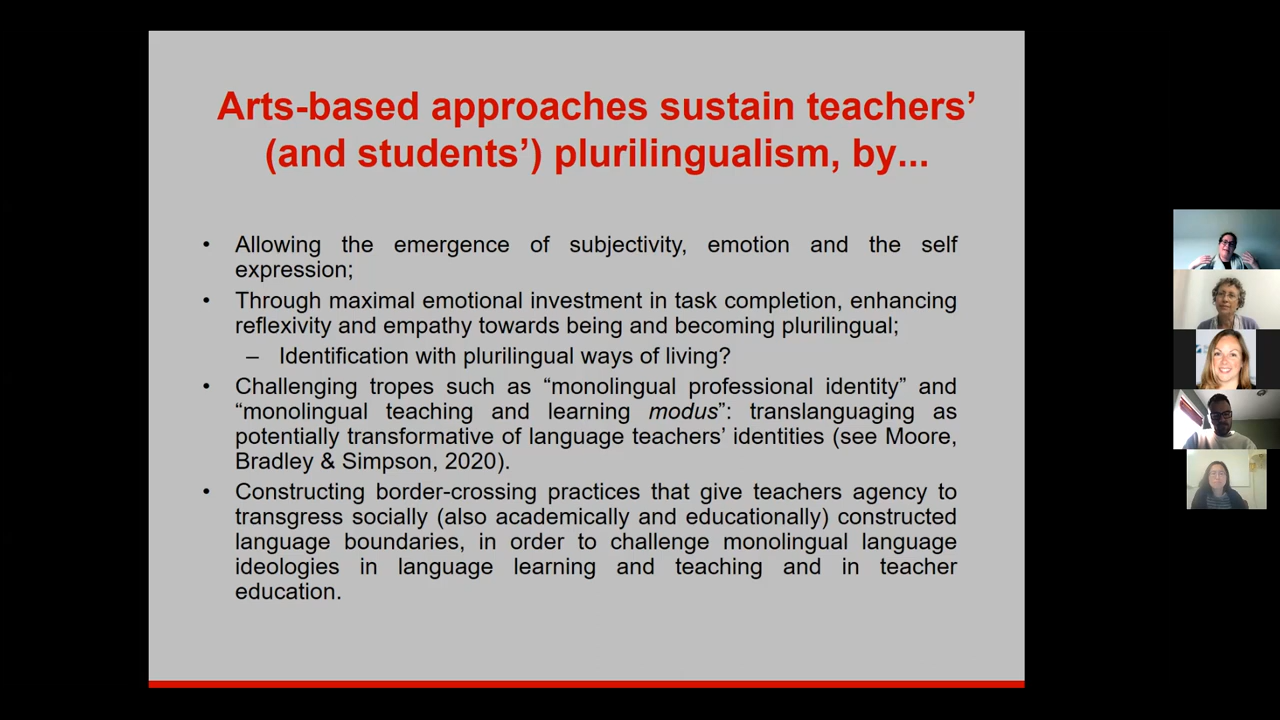 Arts-based approaches sustain teachers’
(and students’) plurilingualism, by...
• Allowing the emergence of subjectivity, emotion and the self
expression;
• Through maximal emotional investment in task completion, enhancing
reflexivity and empathy towards being and becoming plurilingual;
– Identification with plurilingual ways of living?
• Challenging tropes such as “monolingual professional identity” and
“monolingual teaching and learning modus”: translanguaging as
potentially transformative of language teachers’ identities (see Moore,
Bradley & Simpson, 2020).
• Constructing border-crossing practices that give teachers agency to
transgress socially (also academically and educationally) constructed
language boundaries, in order to challenge monolingual language
ideologies in language learning and teaching and in teacher
education.